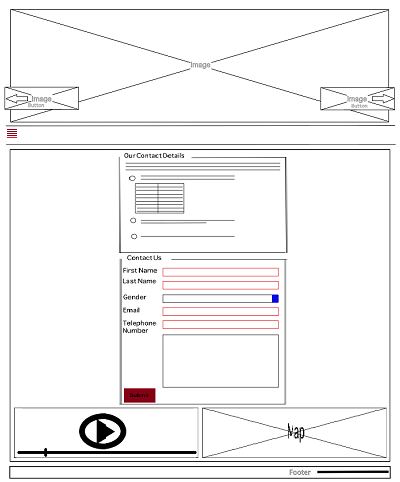 Image
Image
Button
Image
Button
Our Contact Details
Contact Us
First Name
Last Name
Gender
Email
Telephone
Number
Submit
Map
Footer